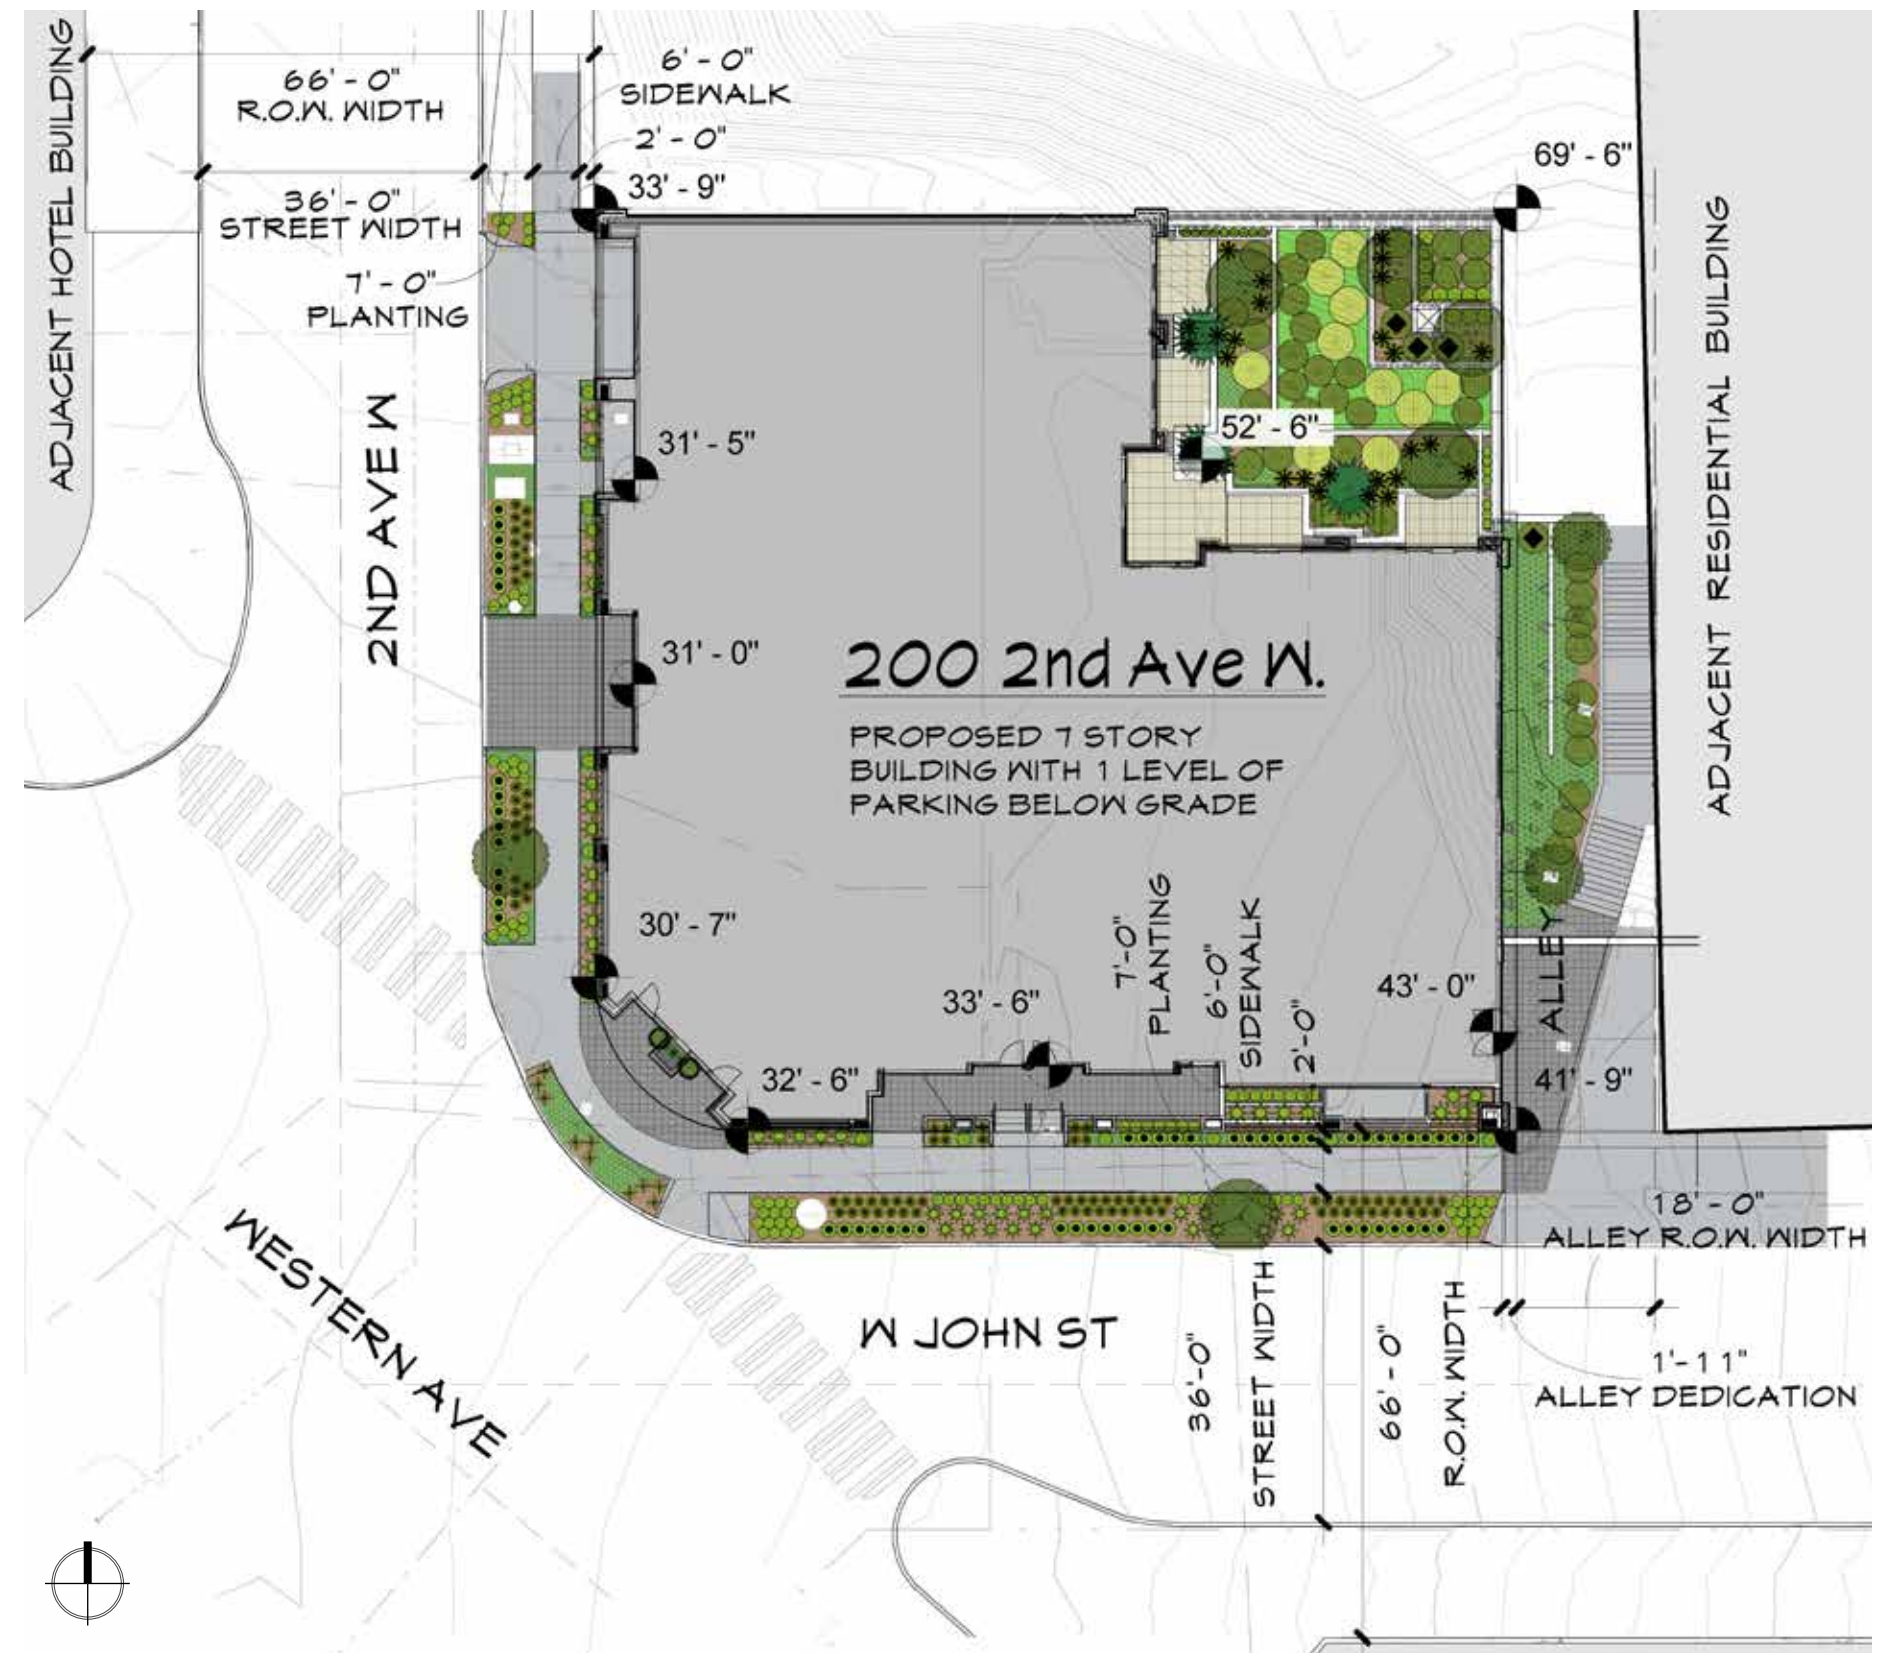 ADJACENT HOTEL BUILDING
66' - 0"
R.O.W. WIDTH
6' - 0"
SIDEWALK
2' - 0"
33' - 9"
69' - 6"
36' - 0"
STREET WIDTH
7' - 0"
PLANTING
2ND AVE W
31' - 5"
52' - 6"
ADJACENT RESIDENTIAL BUILDING
31' - 0"
200 2nd Ave W.
PROPOSED 7 STORY
BUILDING WITH 1 LEVEL OF
PARKING BELOW GRADE
30' - 7"
33' - 6"
7'-0"
PLANTING
6'-0"
SIDEWALK
2'-0"
43' - 0"
ALLEY
32' - 6"
41' - 9"
18' - 0"
ALLEY R.O.W. WIDTH
WESTERN AVE
W JOHN ST
36'-0"
STREET WIDTH
66' - 0"
R.O.W. WIDTH
1'-11"
ALLEY DEDICATION